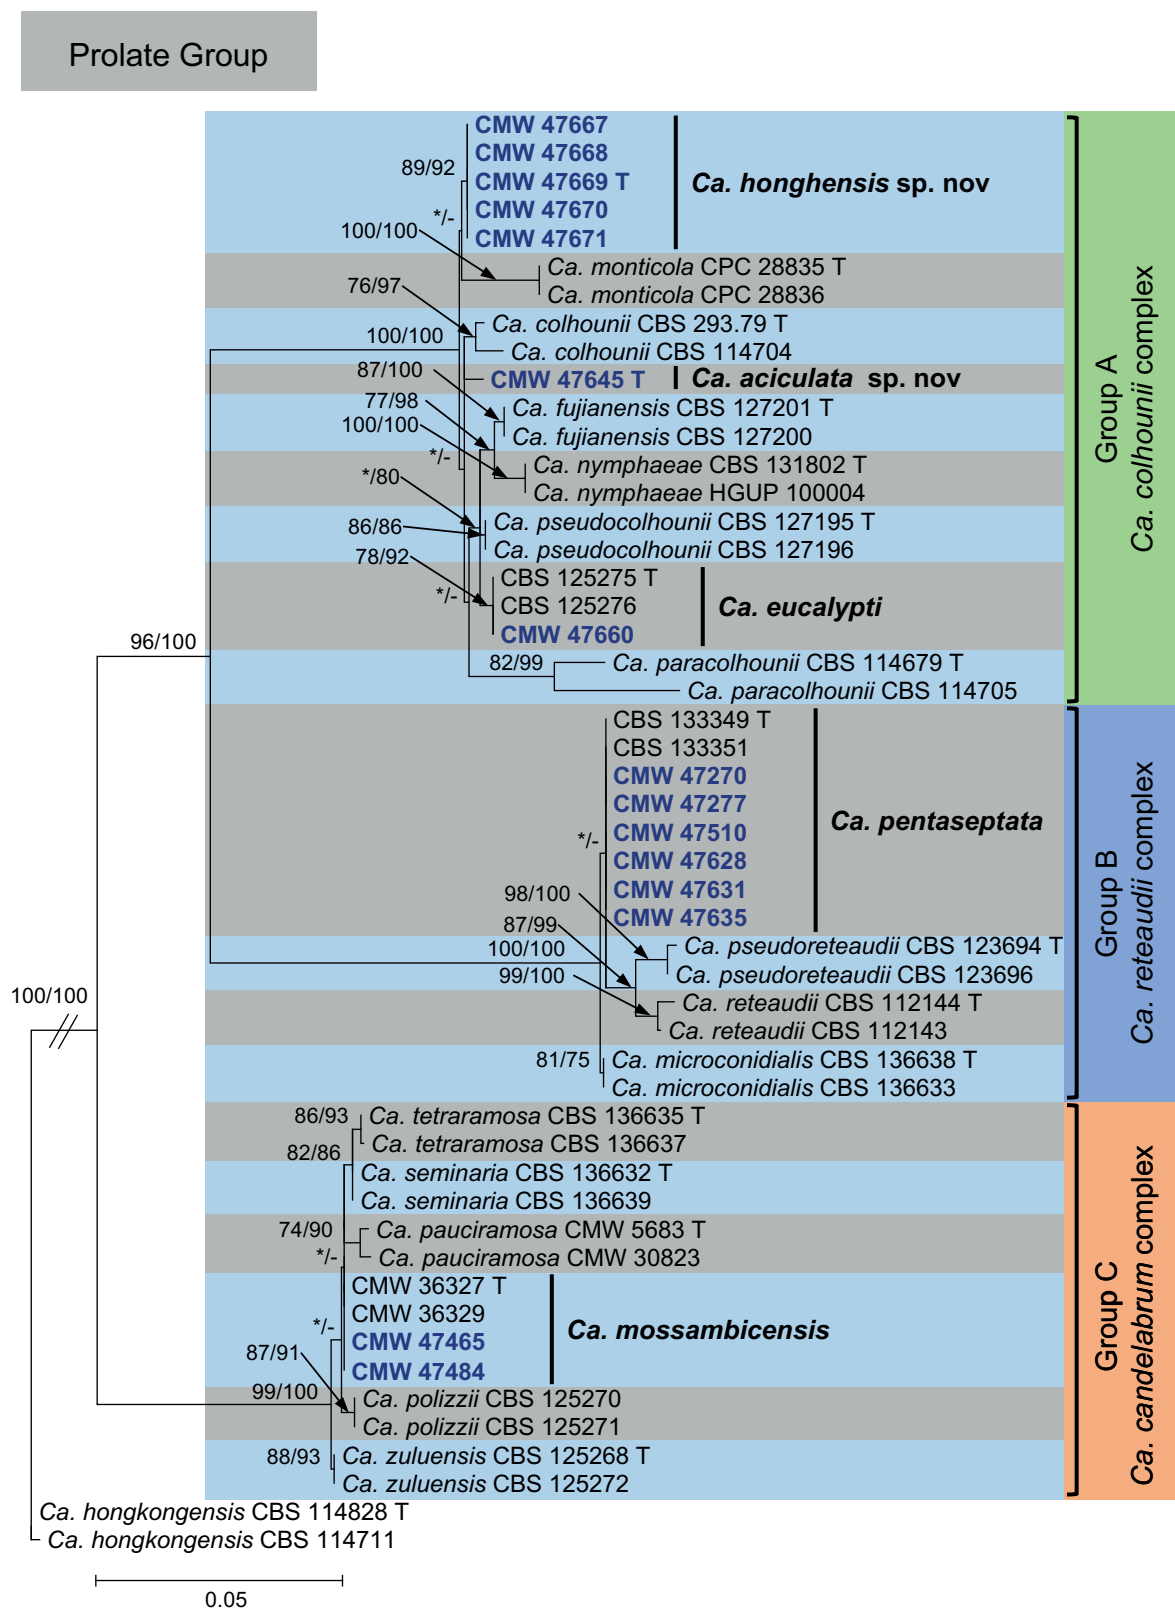 Prolate Group
CMW 47667
CMW 47668
89/92
CMW 47669 T
Ca. honghensis sp. nov
CMW 47670
*/-
CMW 47671
100/100
Ca. monticola CPC 28835 T
76/97
Ca. monticola CPC 28836
Ca. colhounii CBS 293.79 T
100/100
Ca. colhounii CBS 114704
87/100
CMW 47645 T
Ca. aciculata sp. nov
77/98
Ca. fujianensis CBS 127201 T
100/100
Ca. fujianensis CBS 127200
*/-
Ca. nymphaeae CBS 131802 T
*/80
Ca. nymphaeae HGUP 100004
86/86
Ca. pseudocolhounii CBS 127195 T
78/92
Ca. pseudocolhounii CBS 127196
CBS 125275 T
*/-
CBS 125276
Ca. eucalypti
CMW 47660
96/100
82/99
Ca. paracolhounii CBS 114679 T
Ca. paracolhounii CBS 114705
Group A
Ca. colhounii complex
CBS 133349 T
CBS 133351
CMW 47270
CMW 47277
CMW 47510
Ca. pentaseptata
*/-
CMW 47628
CMW 47631
98/100
CMW 47635
87/99
Ca. pseudoreteaudii CBS 123694 T
100/100
Ca. pseudoreteaudii CBS 123696
99/100
Ca. reteaudii CBS 112144 T
100/100
Ca. reteaudii CBS 112143
81/75
Ca. microconidialis CBS 136638 T
Ca. microconidialis CBS 136633
Group B
Ca. reteaudii complex
86/93
Ca. tetraramosa CBS 136635 T
Ca. tetraramosa CBS 136637
82/86
Ca. seminaria CBS 136632 T
Ca. seminaria CBS 136639
74/90
Ca. pauciramosa CMW 5683 T
*/-
Ca. pauciramosa CMW 30823
CMW 36327 T
CMW 36329
*/-
Ca. mossambicensis
CMW 47465
87/91
CMW 47484
99/100
Ca. polizzii CBS 125270
Ca. polizzii CBS 125271
88/93
Ca. zuluensis CBS 125268 T
Ca. zuluensis CBS 125272
Group C
Ca. candelabrum complex
Ca. hongkongensis CBS 114828 T
Ca. hongkongensis CBS 114711
0.05